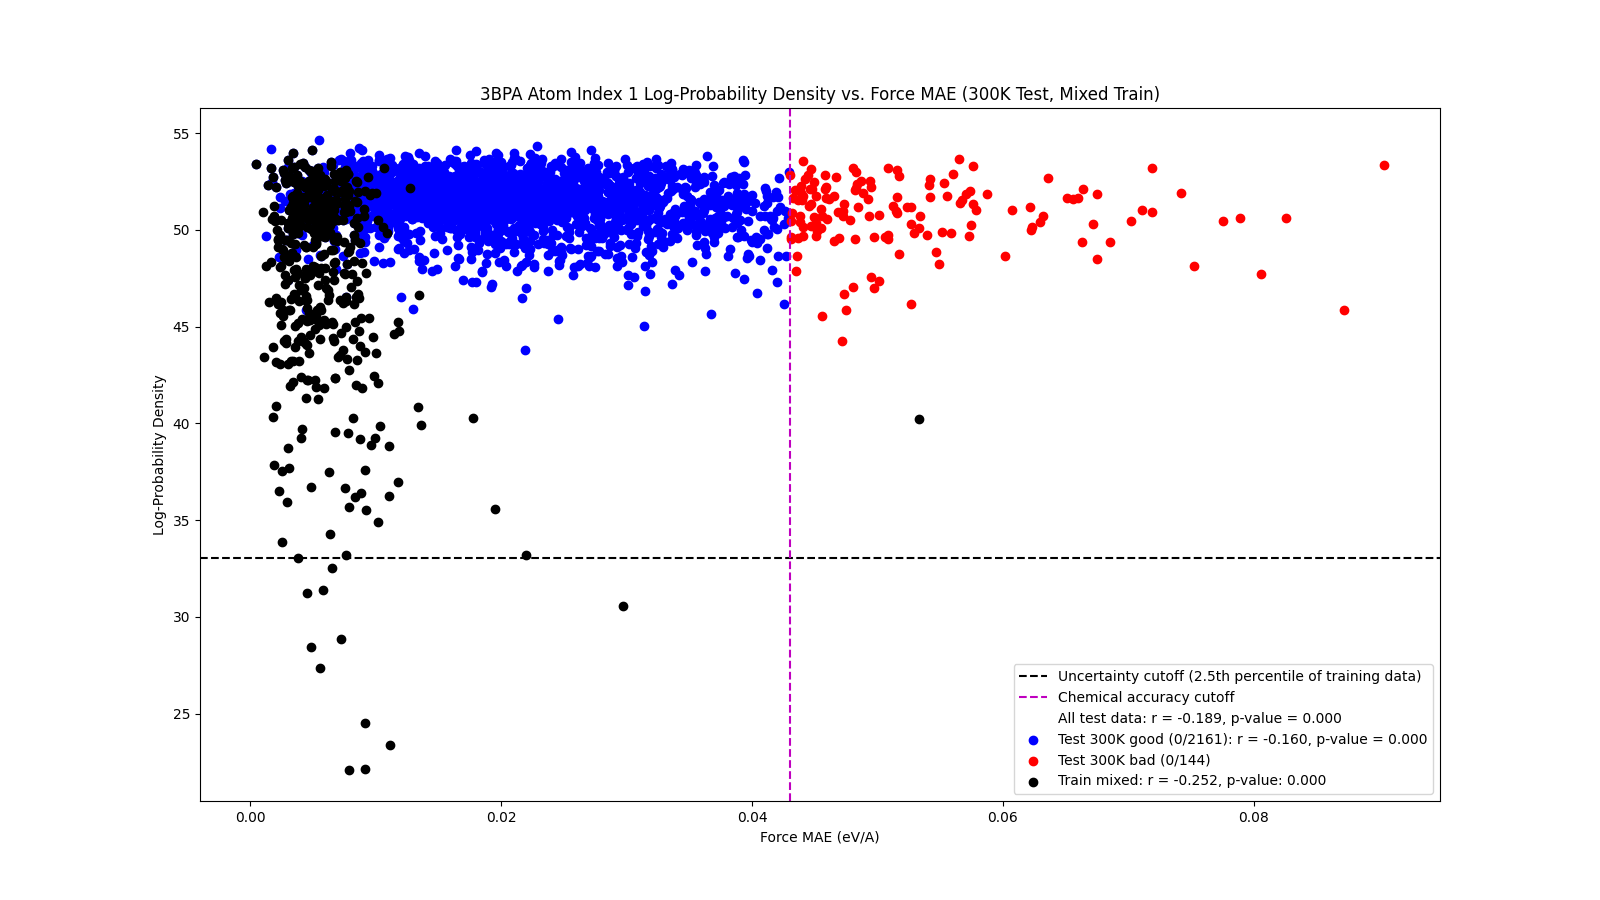 3BPA Atom Index 1 Log-Probability Density vs. Force MAE (300K Test, Mixed Train)
Log-Probability Density
55
50
45
40
35
30
25
Uncertainty cutoff (2.5th percentile of training data)
Chemical accuracy cutoff
All test data: r = -0.189, p-value = 0.000
Test 300K good (0/2161): r = -0.160, p-value = 0.000
Test 300K bad (0/144)
Train mixed: r = -0.252, p-value: 0.000
0.00 0.02 0.04 0.06 0.08
Force MAE (eV/A)